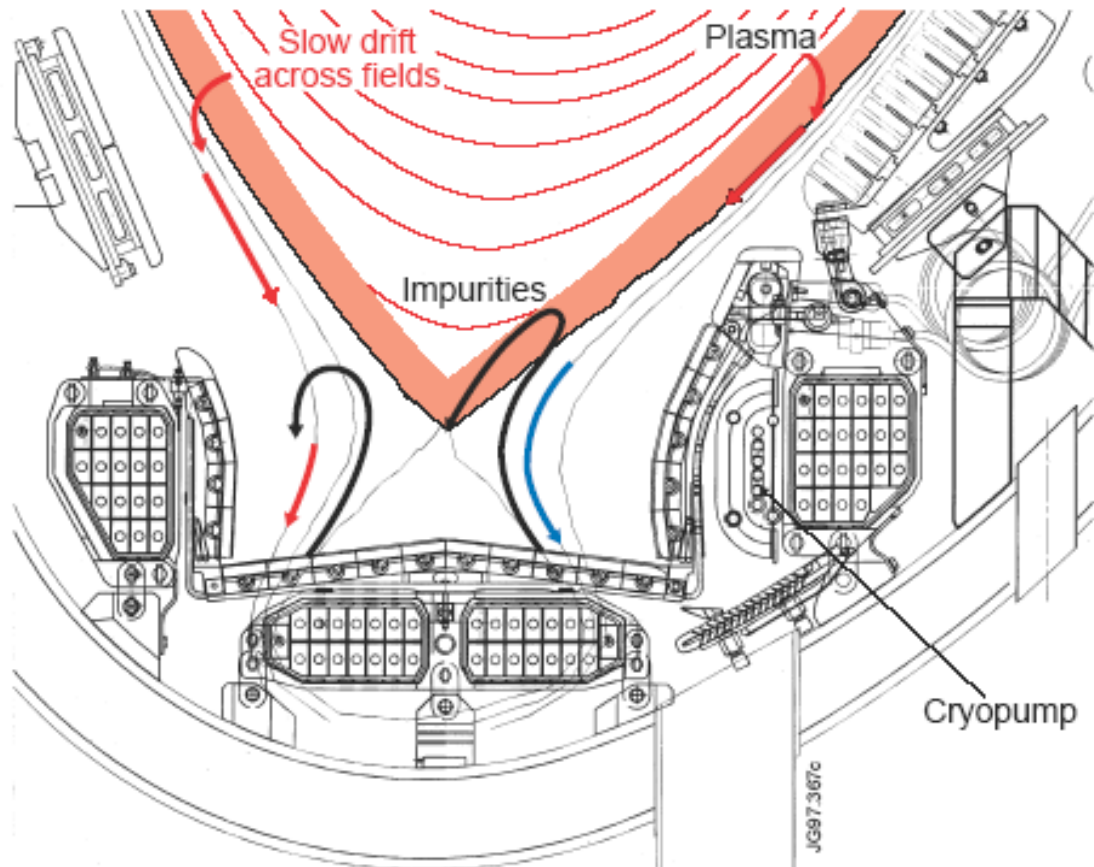 Slow drift
across fields
Plasma
Impurities
Cryopump
JG97.367c